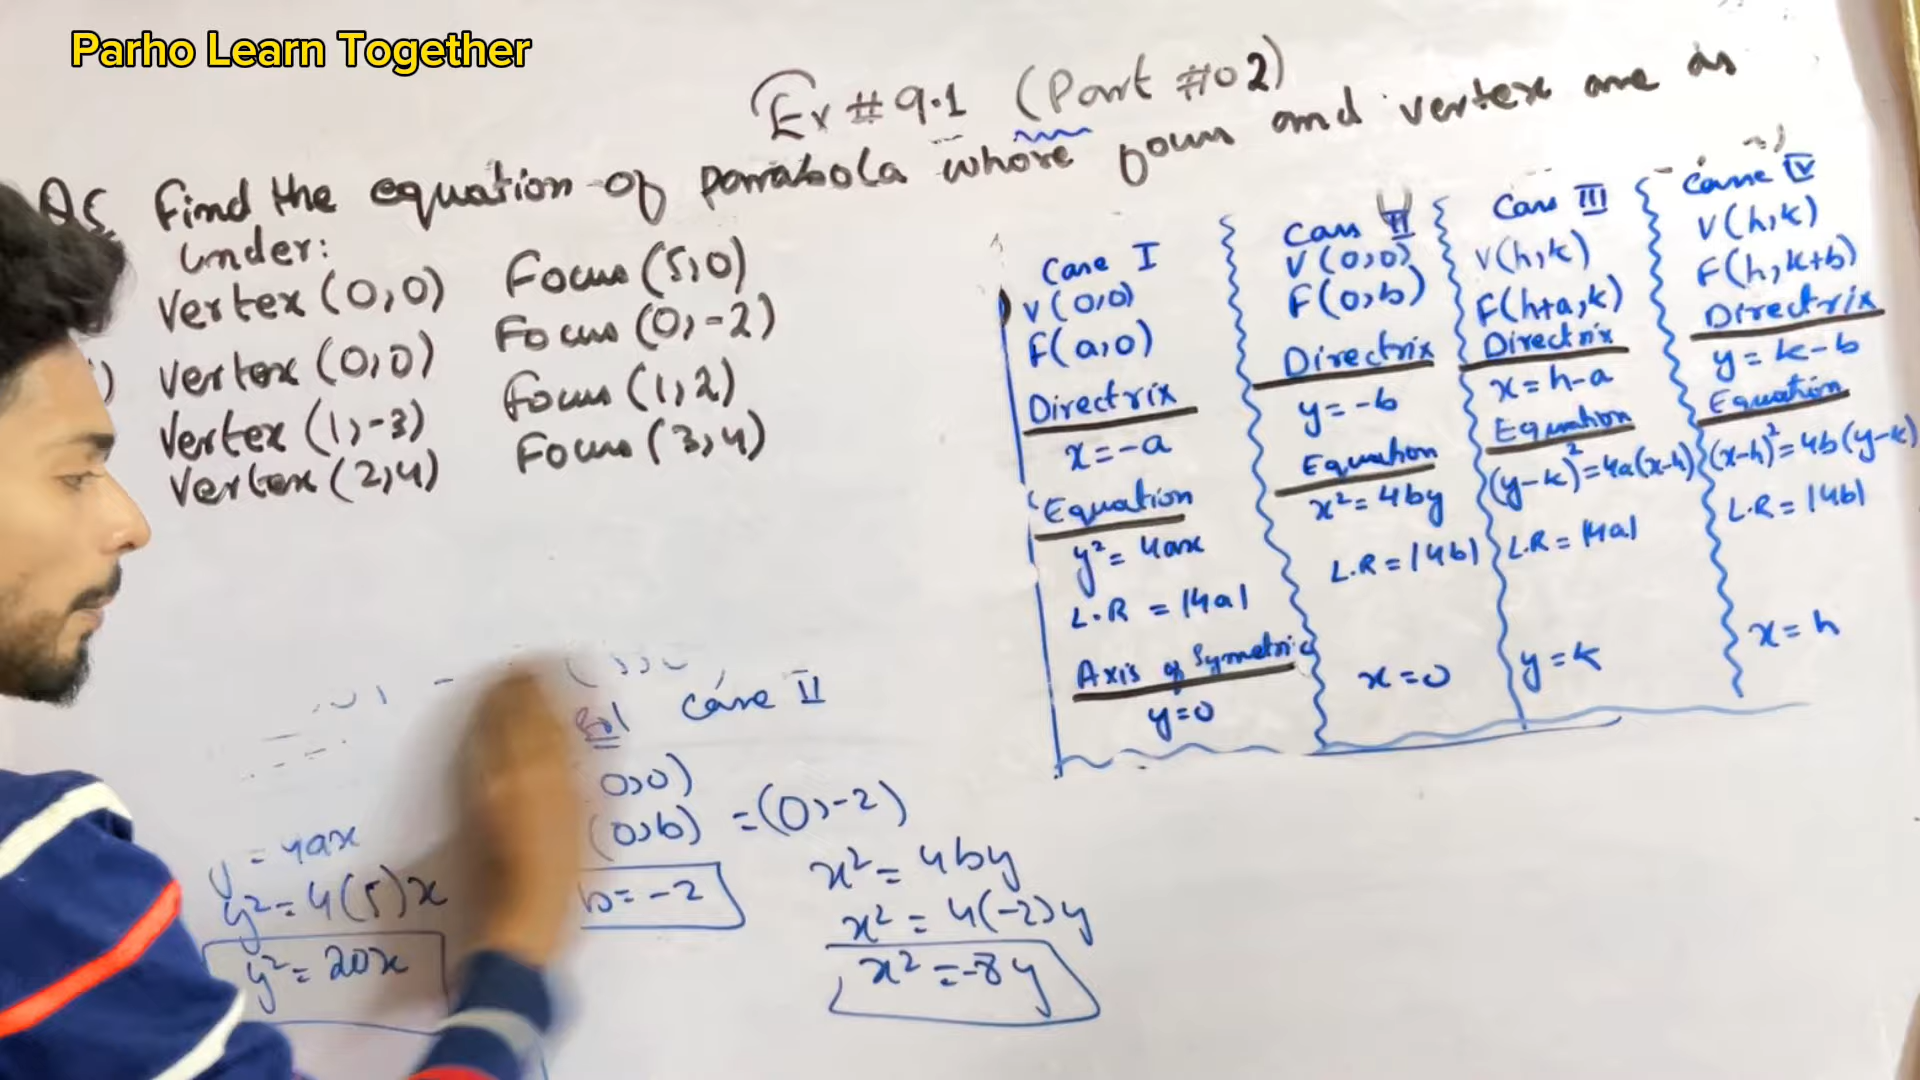 Parho Learn Together
Ex # 9.1 (Part #02)
Q5 Find the equation of parabola whose focus and vertex are as
under:
Vertex (0,0) Focus (5,0)
Vertex (0,0) Focus (0,-2)
Vertex (1,-3) Focus (1,2)
Vertex (2,4) Focus (3,4)
Case I
V(0,0)
F(a,0)
Directrix
x=-a
Equation
y²=4ax
L.R = |4a|
Axis of Symetric
y=0
Case II
V(0,0)
F(0,b)
Directrix
y=-b
Equation
x²=4by
L.R=|4b|
x=0
Case III
V(h,k)
F(h+a,k)
Directrix
x=h-a
Equation
(y-k)²=4a(x-h)
L.R=|4a|
y=k
Case IV
V(h,k)
F(h,k+b)
Directrix
y=k-b
Equation
(x-h)²=4b(y-k)
L.R=|4b|
x=h
=4ax
y²=4(5)x
y²=20x
Sol Case II
0,0)
(0,b) =(0,-2)
b=-2
x²=4by
x²=4(-2)y
x²=-8y